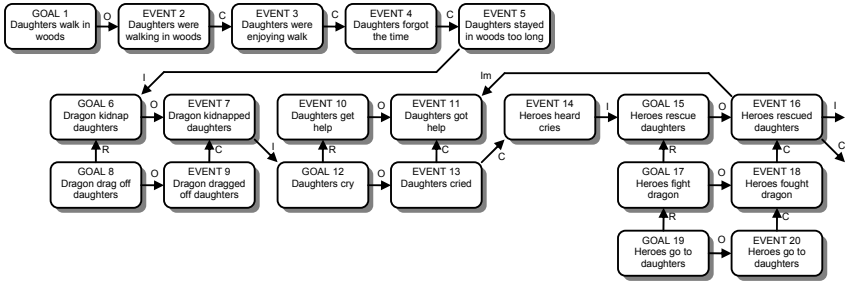 GOAL 1
Daughters walk in
woods
O
EVENT 2
Daughters were
walking in woods
C
EVENT 3
Daughters were
enjoying walk
C
EVENT 4
Daughters forgot
the time
C
EVENT 5
Daughters stayed
in woods too long
I
Im
GOAL 6
Dragon kidnap
daughters
O
EVENT 7
Dragon kidnapped
daughters
I
EVENT 10
Daughters get
help
O
EVENT 11
Daughters got
help
EVENT 14
Heroes heard
cries
I
GOAL 15
Heroes rescue
daughters
O
EVENT 16
Heroes rescued
daughters
I
C
R
C
R
C
C
R
C
GOAL 8
Dragon drag off
daughters
O
EVENT 9
Dragon dragged
off daughters
GOAL 12
Daughters cry
O
EVENT 13
Daughters cried
GOAL 17
Heroes fight
dragon
O
EVENT 18
Heroes fought
dragon
R
C
GOAL 19
Heroes go to
daughters
O
EVENT 20
Heroes go to
daughters